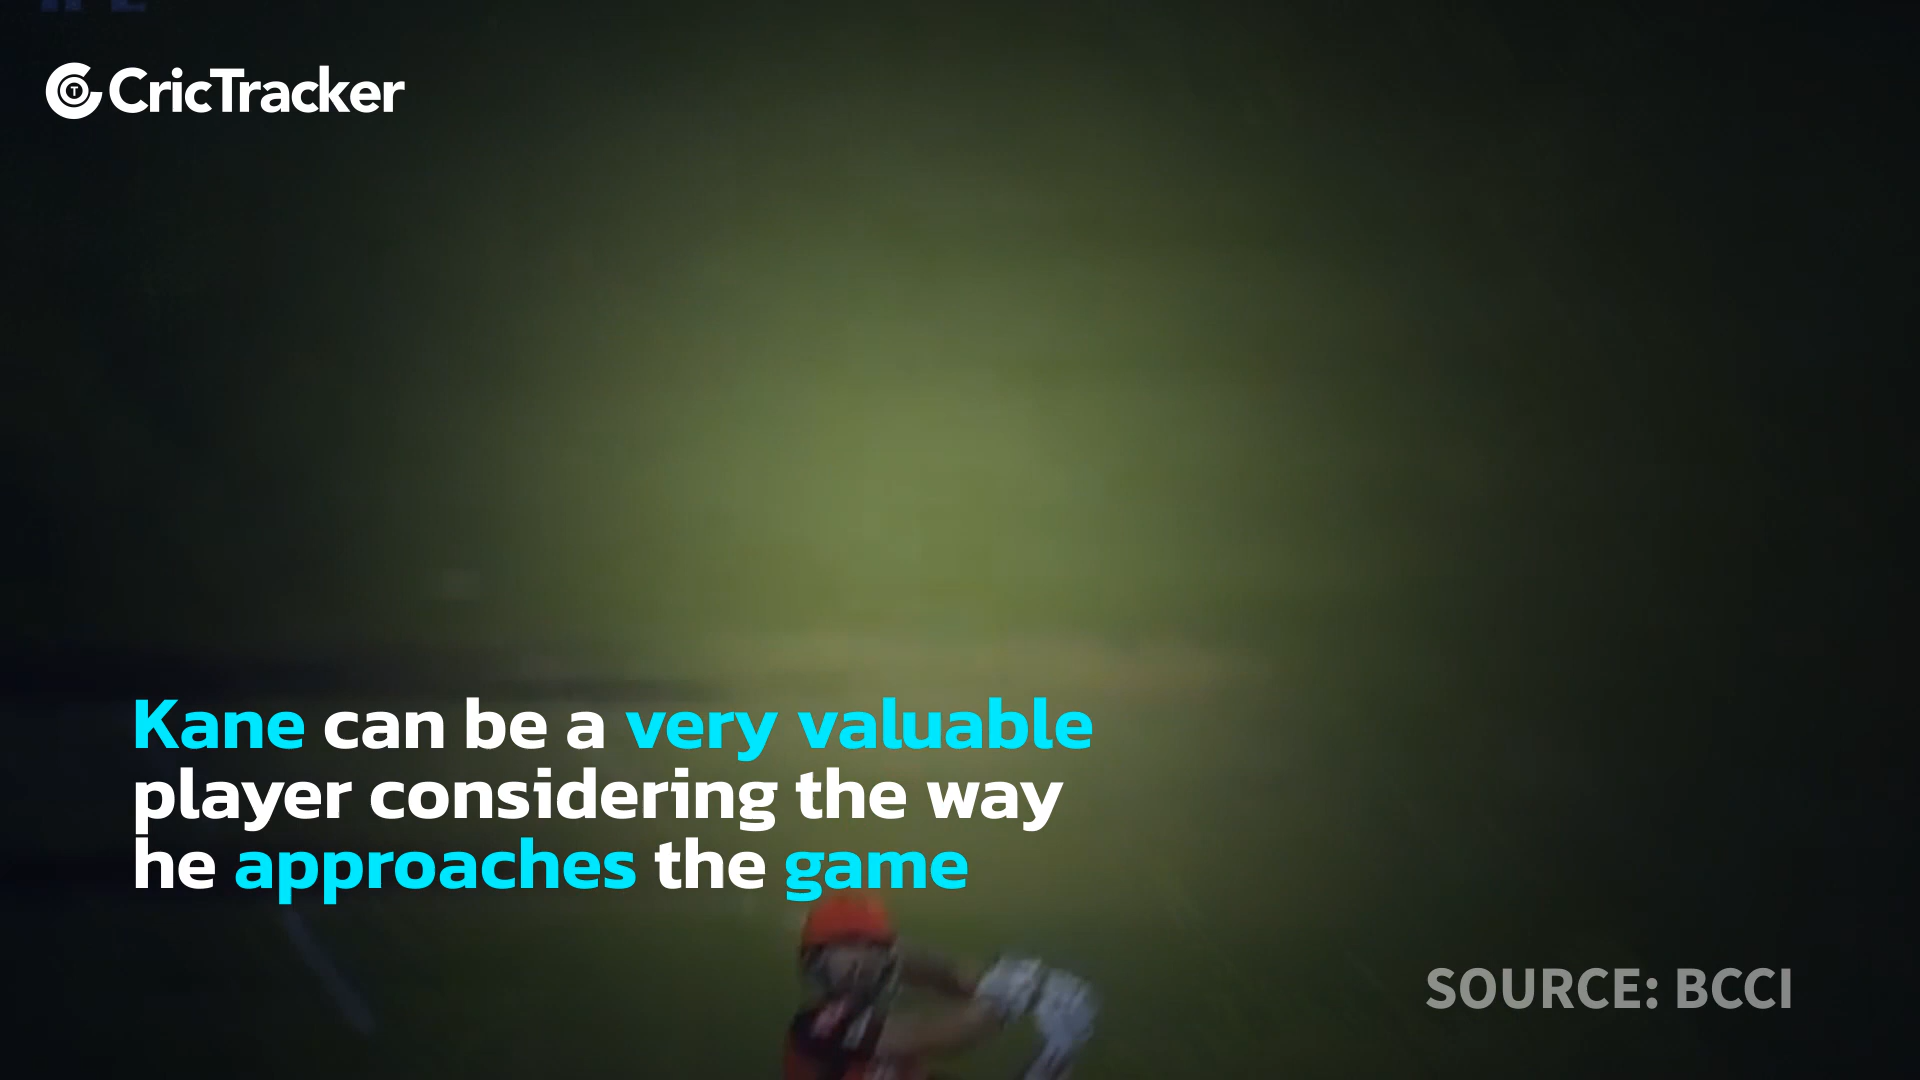 CricTracker
Kane can be a very valuable
player considering the way
he approaches the game
SOURCE: BCCI